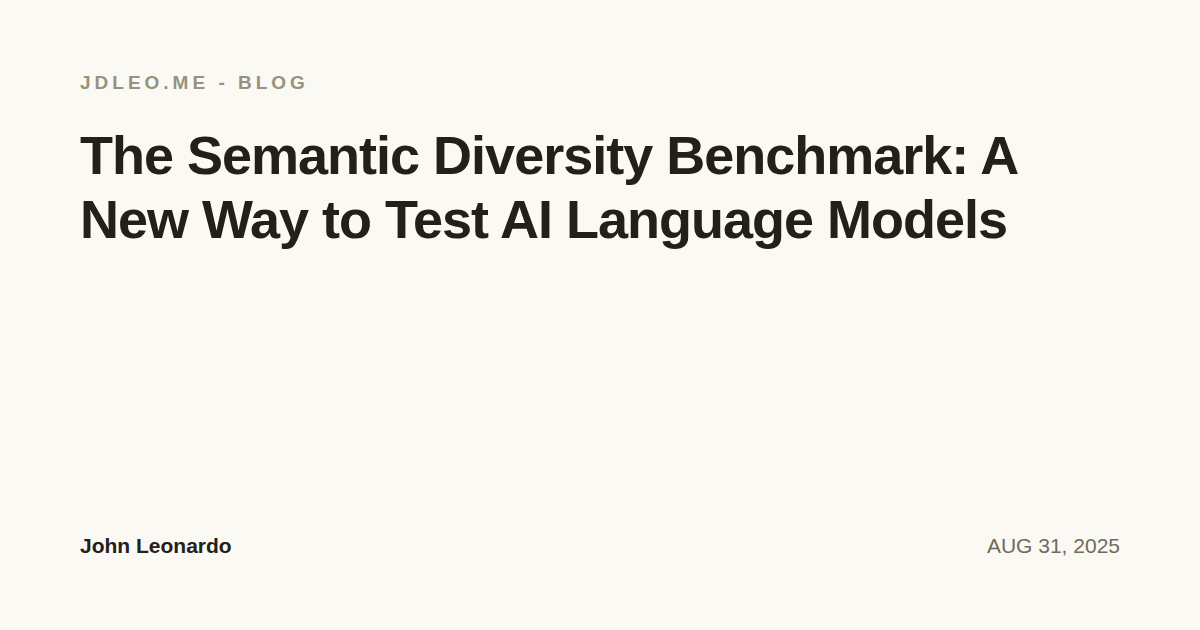 JDLEO.ME - BLOG
The Semantic Diversity Benchmark: A
New Way to Test AI Language Models
John Leonardo
AUG 31, 2025